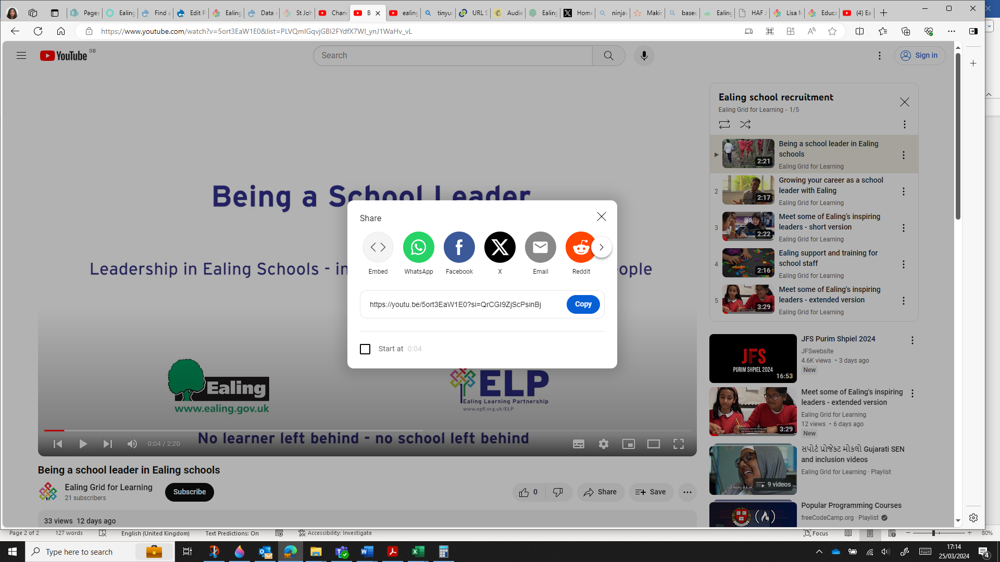 Pages
Ealing
Find a
Edit P
Ealing
Data e
St Joh
Chann
B
ealing
tinyur
URL S
Audie
Ealing
Home
ninjav
Makin
basec
Ealing
HAF J
Lisa M
Educa
(4) Ea
https://www.youtube.com/watch?v=5ort3EaW1E0&list=PLVQmIGqvjGBI2FYdfX7WI_ynJ1WaHv_vL
YouTube GB
Search
Sign in
Being a School Leader
Leadership in Ealing Schools - in
eople
Ealing
www.ealing.gov.uk
ELP
Ealing Learning Partnership
www.egfl.org.uk/ELP
No learner left behind - no school left behind
0:04 / 2:20
Share
Embed
WhatsApp
Facebook
X
Email
Reddit
https://youtu.be/5ort3EaW1E0?si=QrCGI9ZjScPsinBj
Copy
Start at 0:04
Being a school leader in Ealing schools
Ealing Grid for Learning
21 subscribers
Subscribe
0
Share
Save
33 views 12 days ago
Ealing school recruitment
Ealing Grid for Learning - 1/5
2:21
Being a school leader in Ealing
schools
Ealing Grid for Learning
2
2:17
Growing your career as a school
leader with Ealing
Ealing Grid for Learning
3
2:22
Meet some of Ealing’s inspiring
leaders - short version
Ealing Grid for Learning
4
2:16
Ealing support and training for
school staff
Ealing Grid for Learning
5
3:29
Meet some of Ealing's inspiring
leaders - extended version
Ealing Grid for Learning
JFS
PURIM SHPIEL 2024
16:53
JFS Purim Shpiel 2024
JFSwebsite
4.6K views • 3 days ago
New
3:29
Meet some of Ealing's inspiring
leaders - extended version
Ealing Grid for Learning
12 views • 6 days ago
New
9 videos
સપોર્ટ પ્રોજેક્ટ મોકલો Gujarati SEN
and inclusion videos
Ealing Grid for Learning · Playlist
Popular Programming Courses
freeCodeCamp.org · Playlist
Page 2 of 2
127 words
English (United Kingdom)
Text Predictions: On
Accessibility: Investigate
Focus
80%
Type here to search
17:14
25/03/2024
4